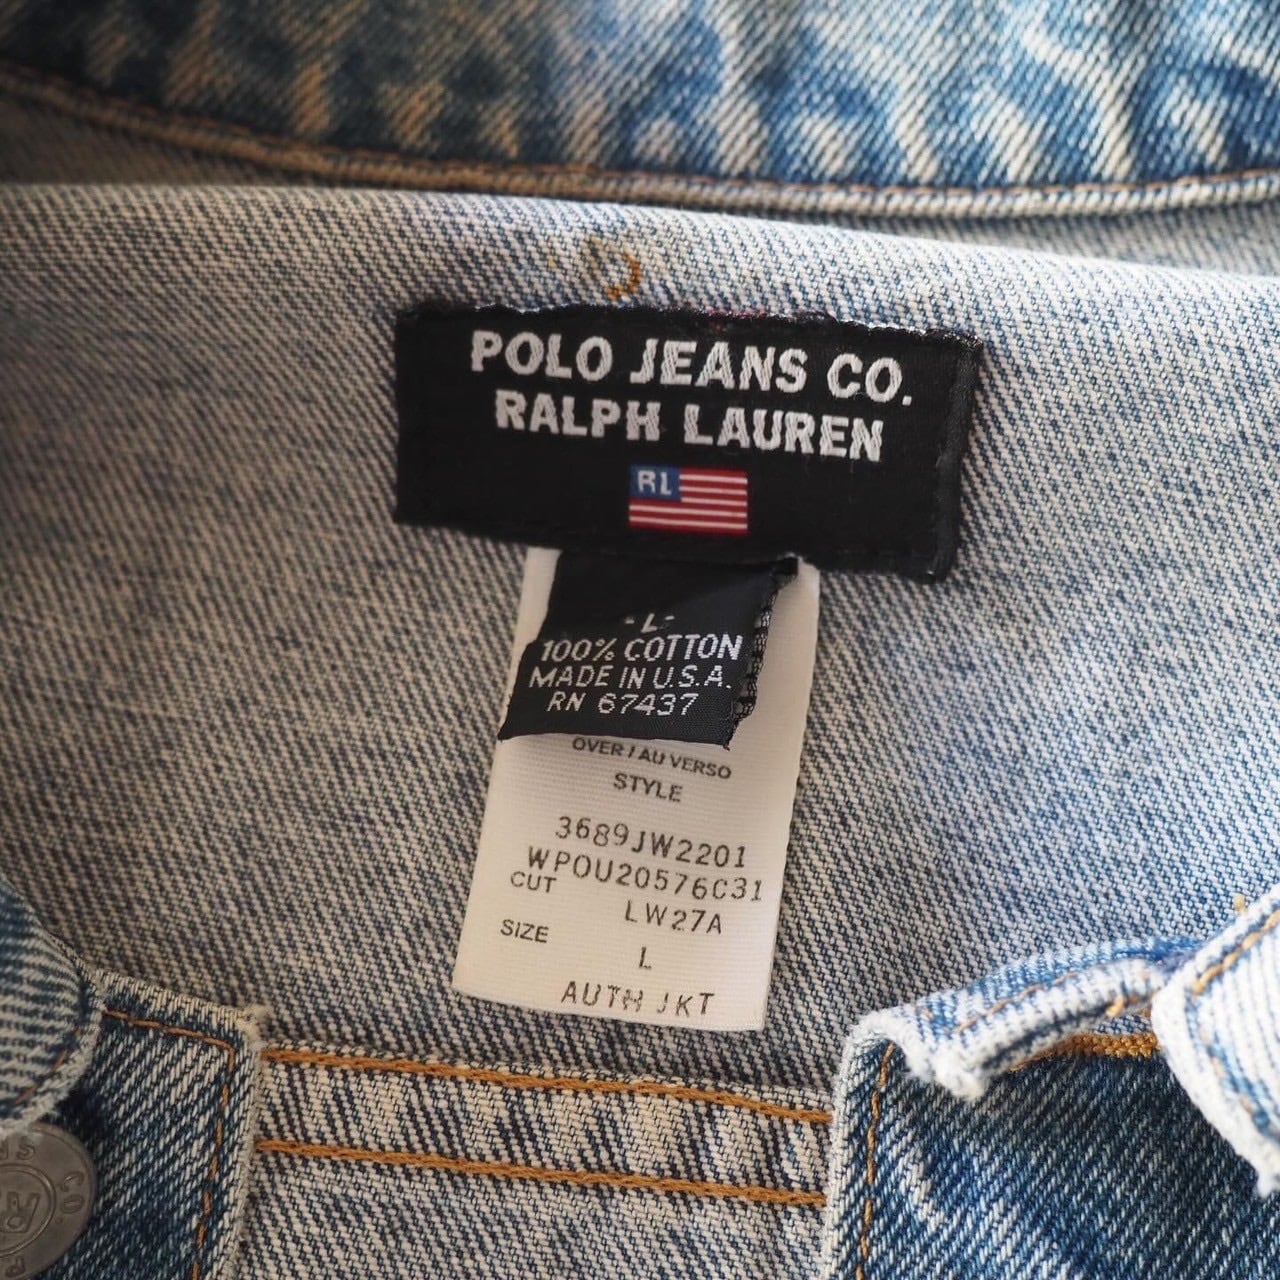 POLO JEANS CO.
RALPH LAUREN
RL
-L-
100% COTTON
MADE IN U.S.A.
RN 67437
OVER / AU VERSO
STYLE
3689JW2201
WPOU20576C31
CUT
LW27A
SIZE
L
AUTH JKT
CO.
R